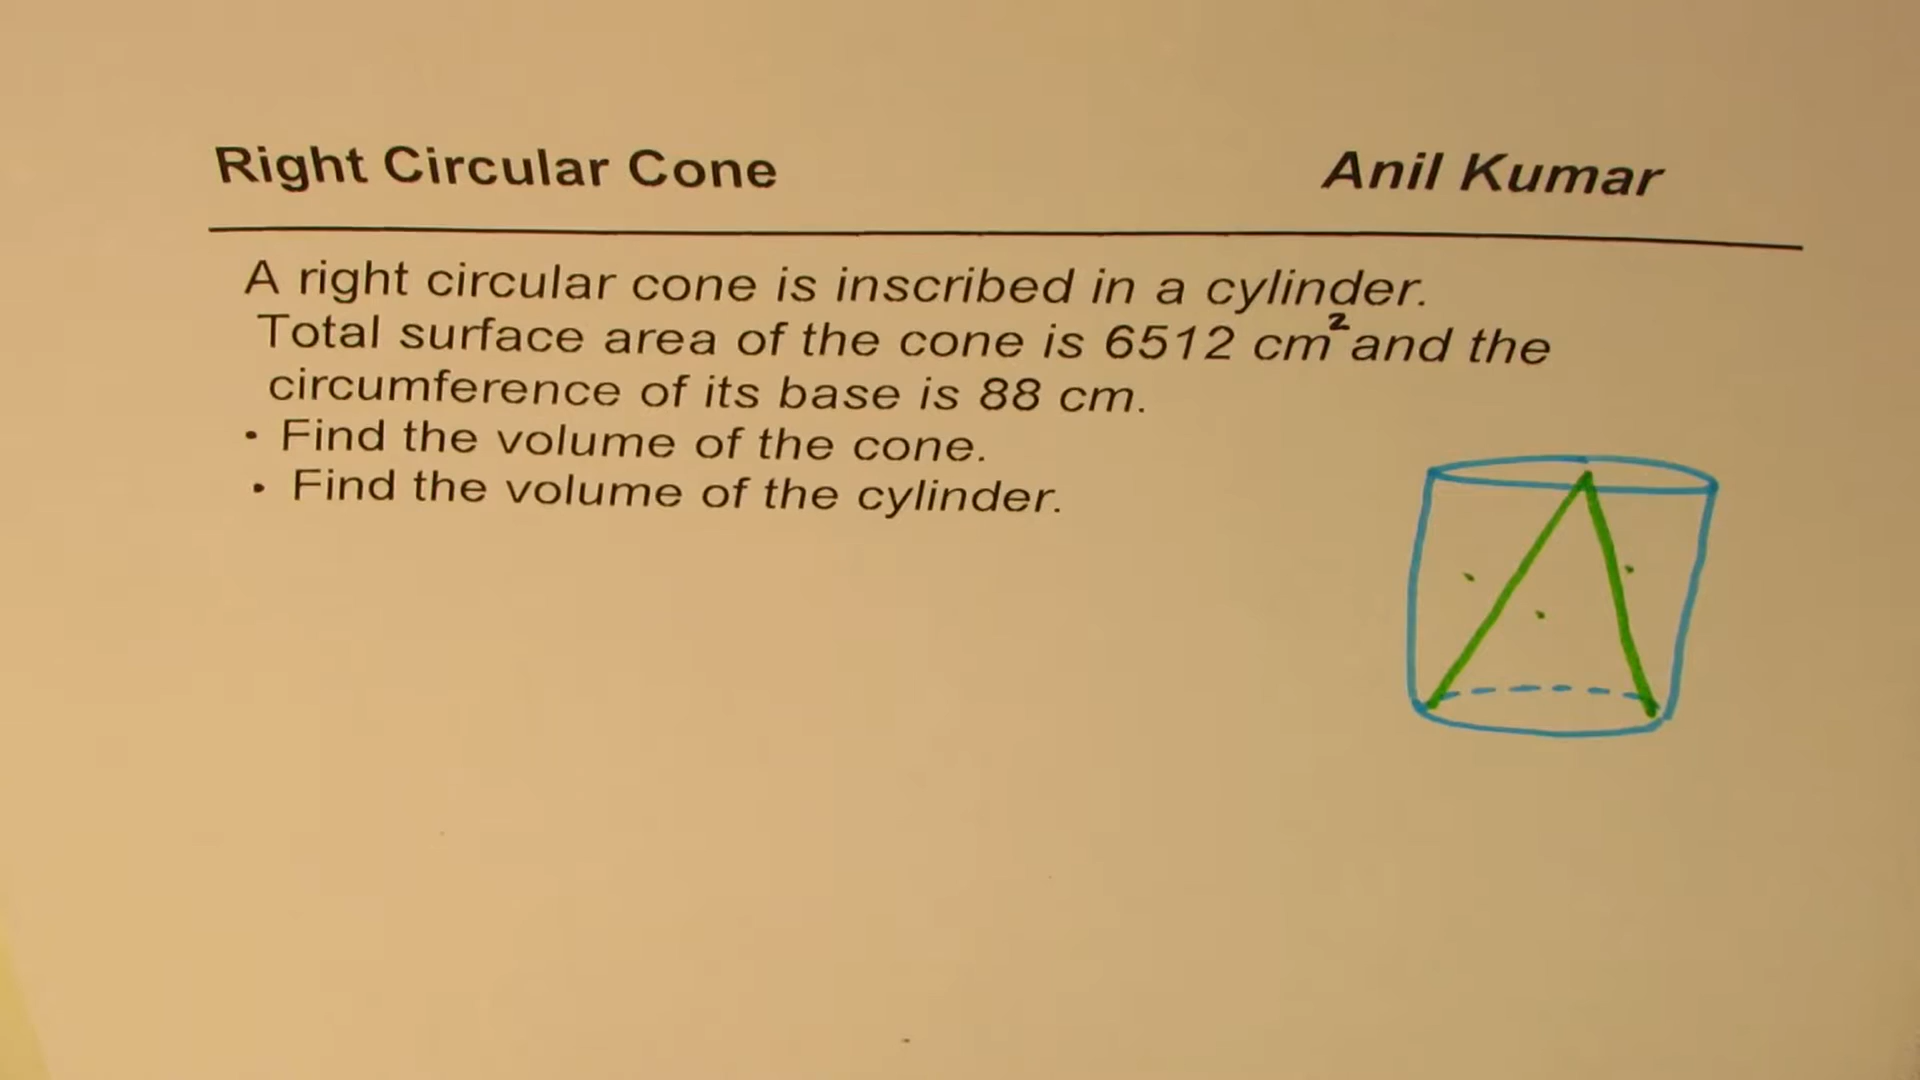 Right Circular Cone Anil Kumar
A right circular cone is inscribed in a cylinder.
Total surface area of the cone is 6512 cm² and the
circumference of its base is 88 cm.
• Find the volume of the cone.
• Find the volume of the cylinder.